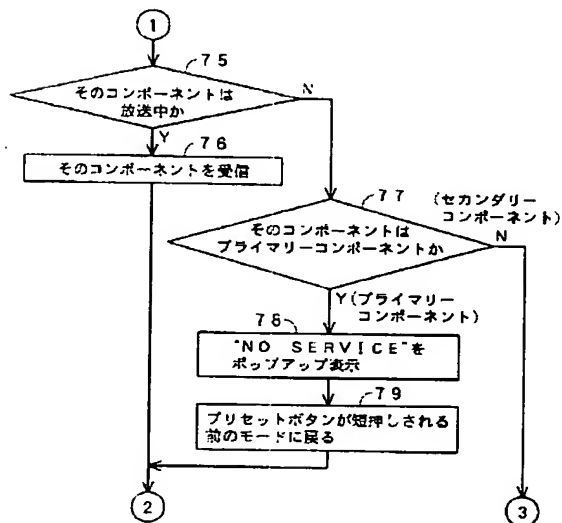 ①
75
そのコンポーネントは
放送中か
N
Y
76
そのコンポーネントを受信
77
(セカンダリー
コンポーネント)
そのコンポーネントは
プライマリーコンポーネントか
N
Y(プライマリー
コンポーネント)
78
"NO SERVICE"を
ポップアップ表示
79
プリセットボタンが短押しされる
前のモードに戻る
②
③